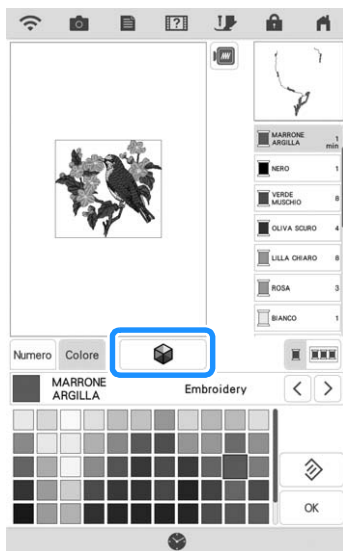 MARRONE
ARGILLA
1
min
NERO 1
VERDE
MUSCHIO 8
OLIVA SCURO 4
LILLA CHIARO 8
ROSA 3
BIANCO 1
Numero Colore
MARRONE
ARGILLA
Embroidery
OK